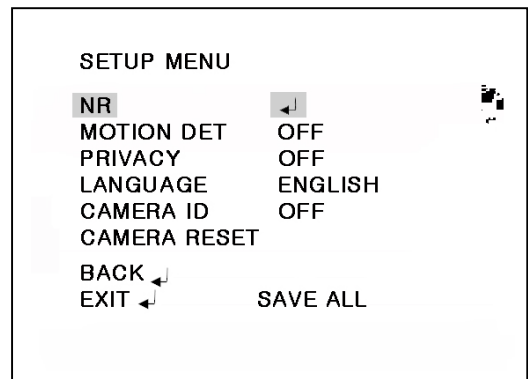 SETUP MENU
NR ↲
MOTION DET OFF
PRIVACY OFF
LANGUAGE ENGLISH
CAMERA ID OFF
CAMERA RESET
BACK ↲
EXIT ↲ SAVE ALL